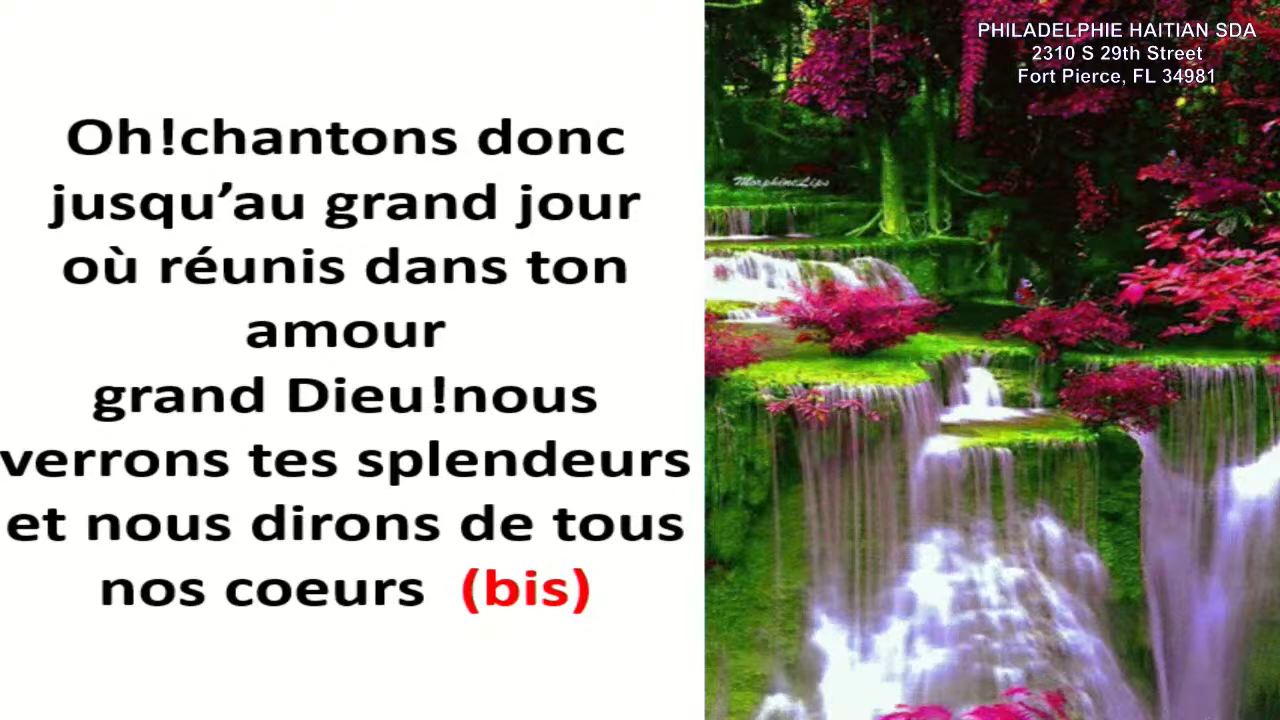 Oh!chantons donc
jusqu’au grand jour
où réunis dans ton
amour
grand Dieu!nous
verrons tes splendeurs
et nous dirons de tous
nos coeurs (bis)
PHILADELPHIE HAITIAN SDA
2310 S 29th Street
Fort Pierce, FL 34981
MorphineLips